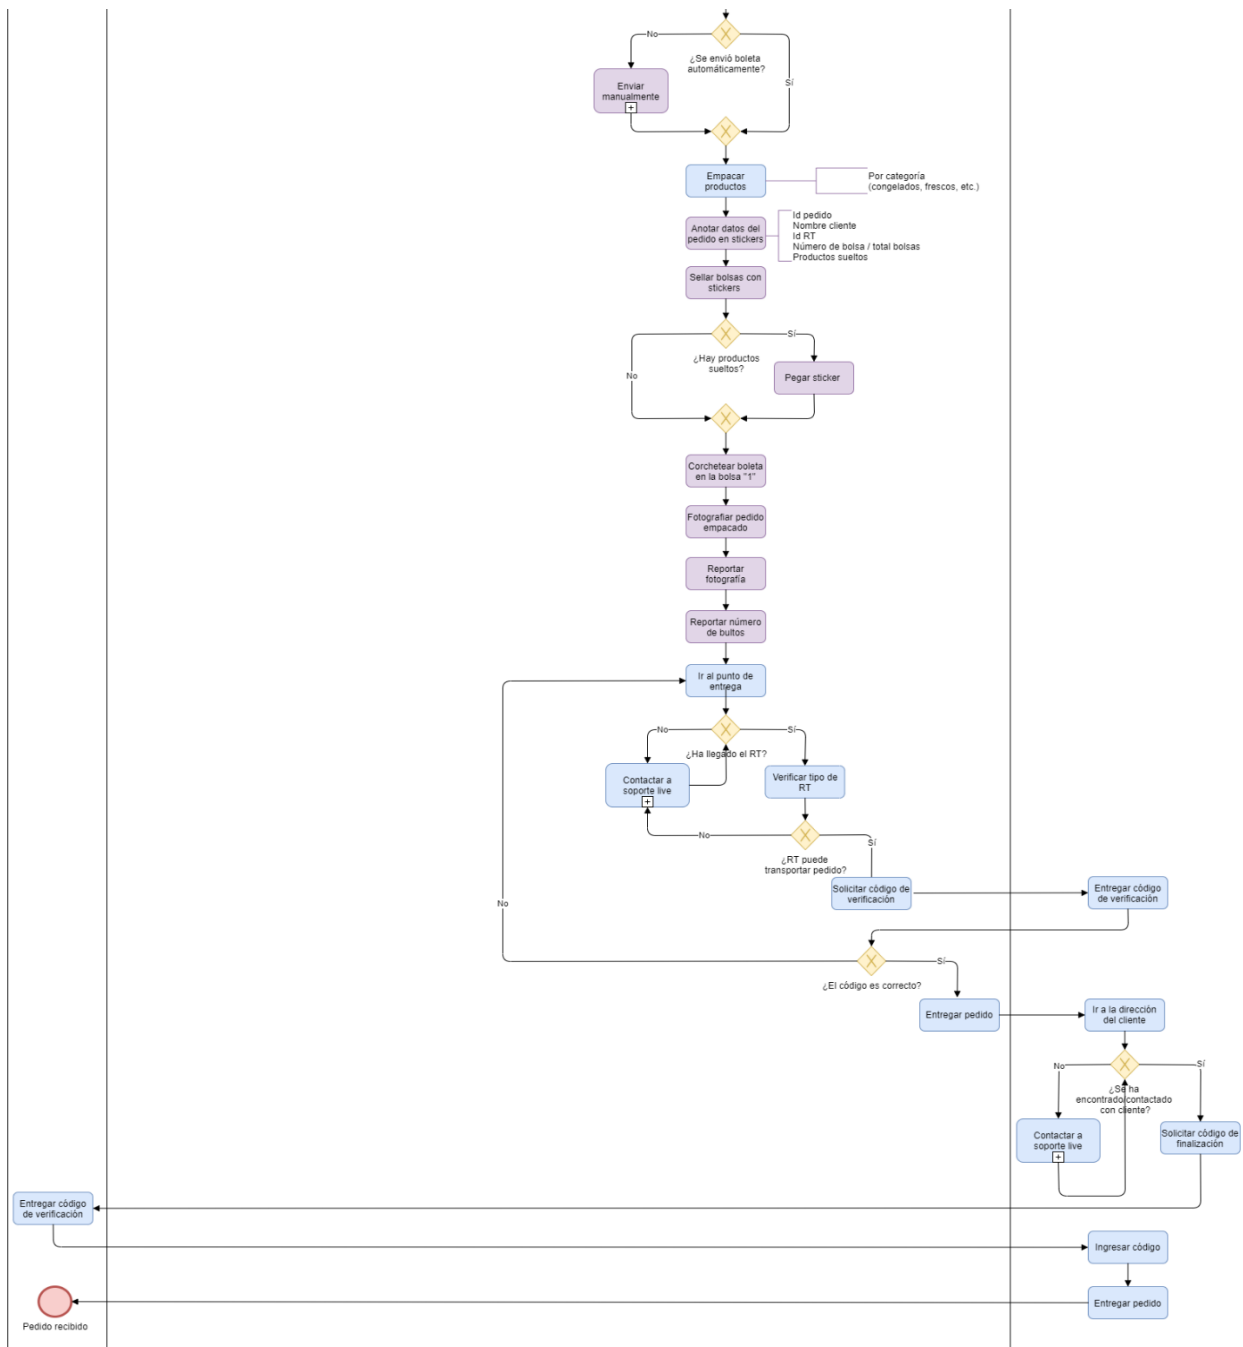 No
¿Se envió boleta
automáticamente?
Sí
Enviar
manualmente
Empacar
productos
Por categoría
(congelados, frescos, etc.)
Anotar datos del
pedido en stickers
Id pedido
Nombre cliente
Id RT
Número de bolsa / total bolsas
Productos sueltos
Sellar bolsas con
stickers
Sí
¿Hay productos
sueltos?
No
Pegar sticker
Corchetear boleta
en la bolsa "1"
Fotografiar pedido
empacado
Reportar
fotografía
Reportar número
de bultos
Ir al punto de
entrega
No
Sí
¿Ha llegado el RT?
Contactar a
soporte live
Verificar tipo de
RT
No
Sí
¿RT puede
transportar pedido?
Solicitar código de
verificación
Entregar código
de verificación
No
Sí
¿El código es correcto?
Entregar pedido
Ir a la dirección
del cliente
No
Sí
¿Se ha
encontrado/contactado
con cliente?
Contactar a
soporte live
Solicitar código de
finalización
Entregar código
de verificación
Ingresar código
Entregar pedido
Pedido recibido